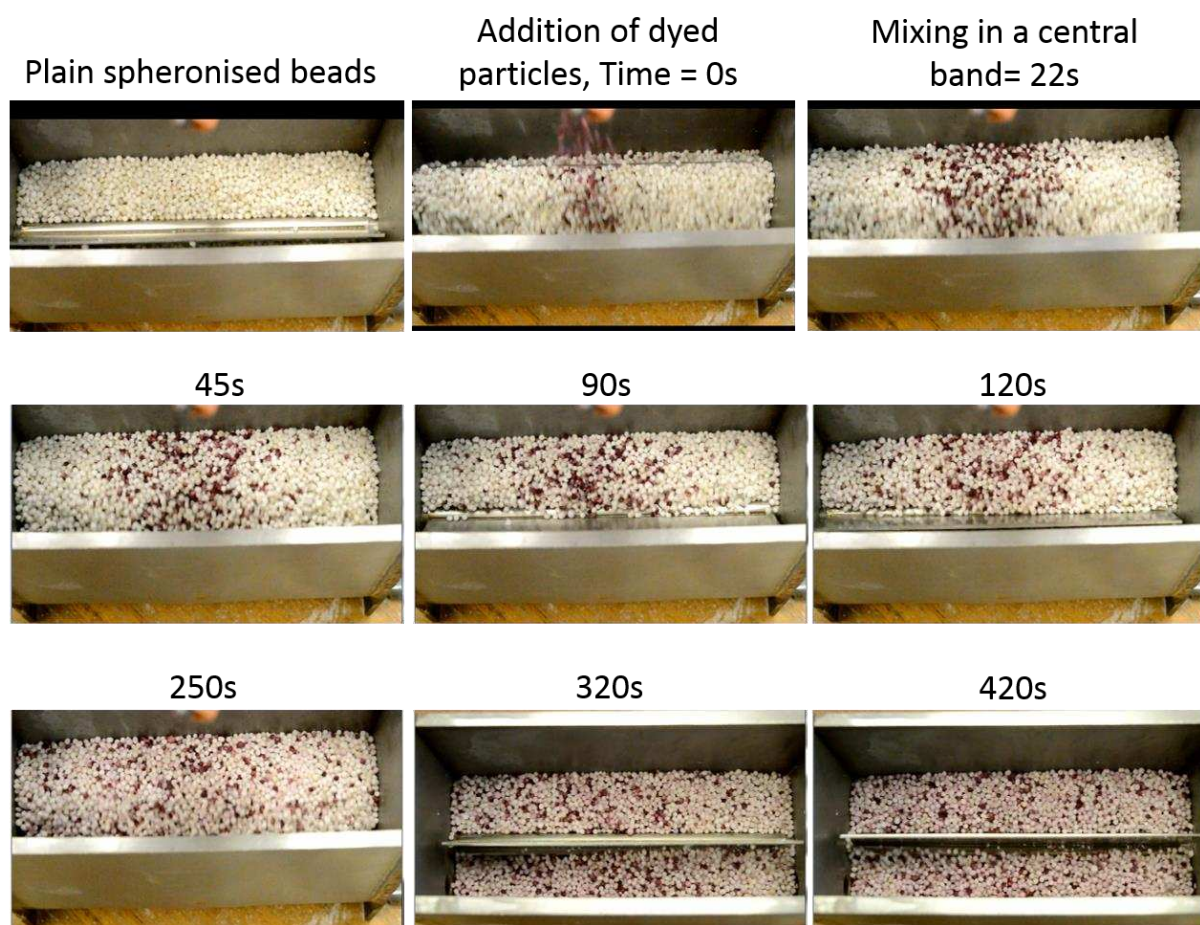 Plain spheronised beads
Addition of dyed
particles, Time = 0s
Mixing in a central
band= 22s
45s
90s
120s
250s
320s
420s